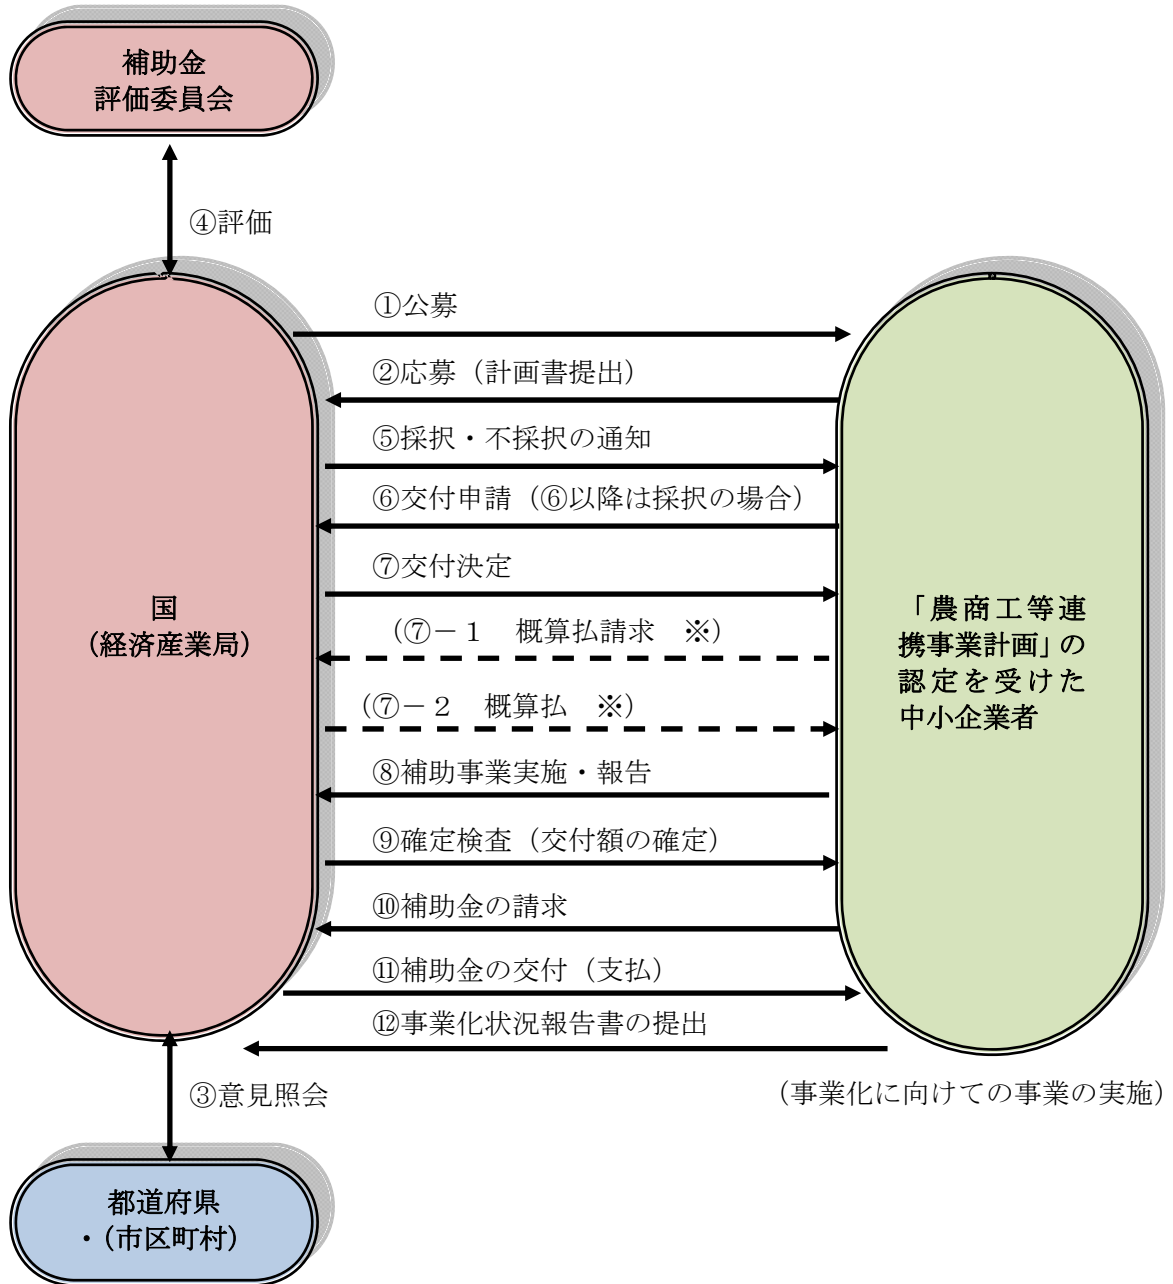 補助金
評価委員会
④評価
①公募
②応募（計画書提出）
⑤採択・不採択の通知
⑥交付申請（⑥以降は採択の場合）
⑦交付決定
国
（経済産業局）
「農商工等連
携事業計画」の
認定を受けた
中小企業者
（⑦－１　概算払請求　※）
（⑦－２　概算払　※）
⑧補助事業実施・報告
⑨確定検査（交付額の確定）
⑩補助金の請求
⑪補助金の交付（支払）
⑫事業化状況報告書の提出
③意見照会
（事業化に向けての事業の実施）
都道府県
・（市区町村）